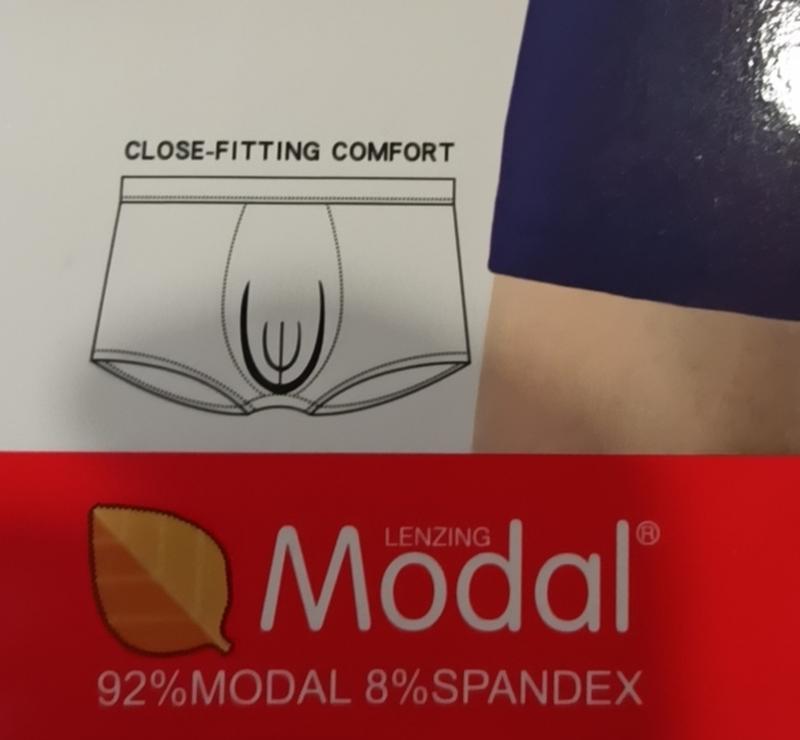 CLOSE-FITTING COMFORT
LENZING
Modal®
92%MODAL 8%SPANDEX